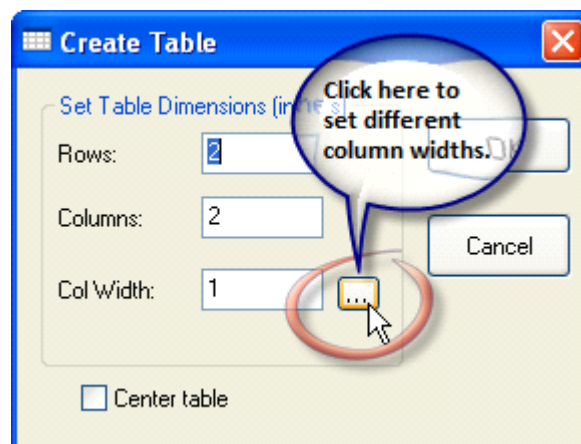 Create Table
Click here to
set different
column widths.
Set Table Dimensions
Rows:
2
Columns:
2
Cancel
Col Width:
1
...
Center table